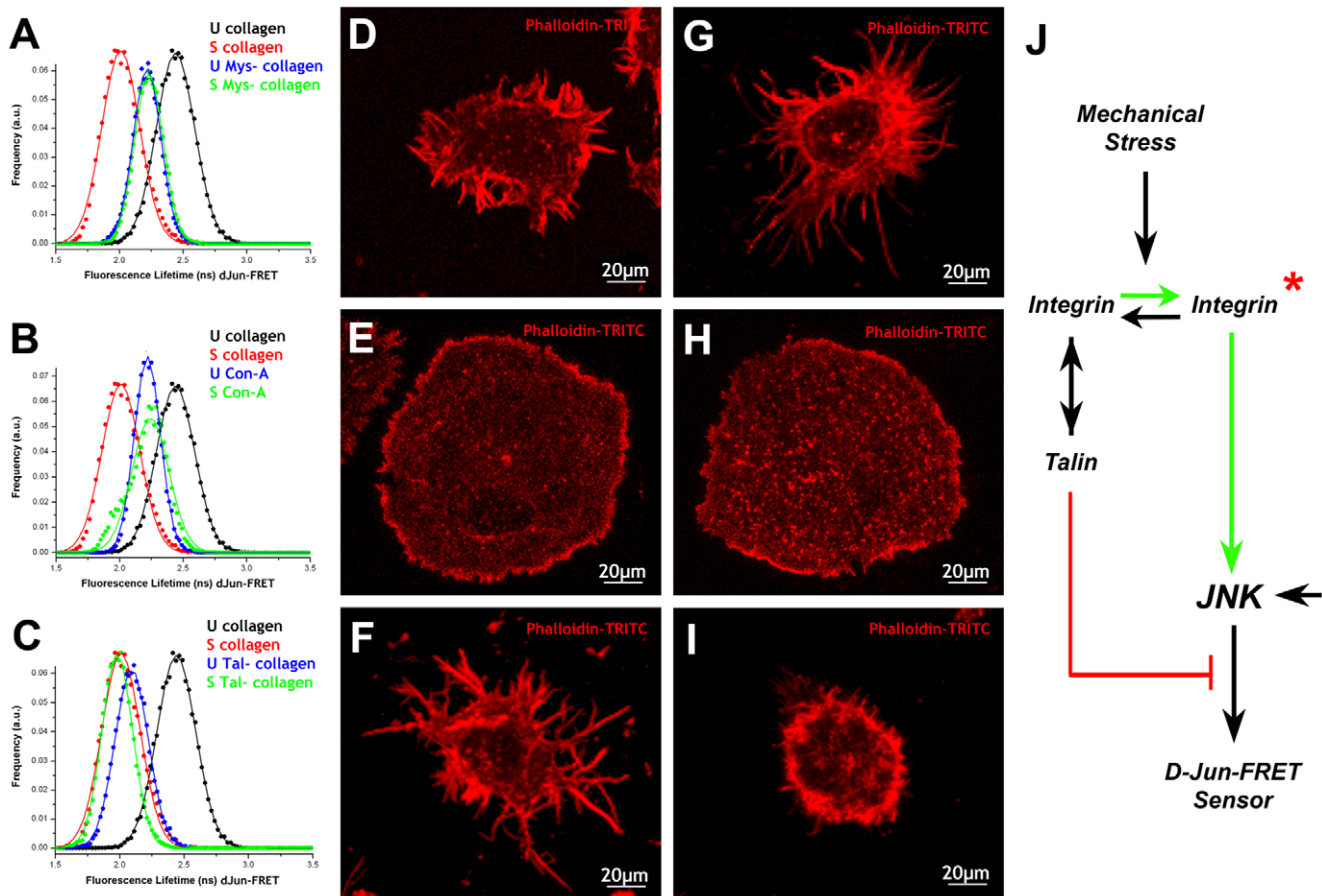 A
U collagen
S collagen
U Mys- collagen
S Mys- collagen
Frequency (a.u.)
0.06
0.05
0.04
0.03
0.02
0.01
0.00
1.5 2.0 2.5 3.0 3.5
Fluorescence Lifetime (ns) dJun-FRET
B
U collagen
S collagen
U Con-A
S Con-A
Frequency (a.u.)
0.07
0.06
0.05
0.04
0.03
0.02
0.01
0.00
1.5 2.0 2.5 3.0 3.5
Fluorescence Lifetime (ns) dJun-FRET
C
U collagen
S collagen
U Tal- collagen
S Tal- collagen
Frequency (a.u.)
0.06
0.05
0.04
0.03
0.02
0.01
0.00
1.5 2.0 2.5 3.0 3.5
Fluorescence Lifetime (ns) dJun-FRET
D
Phalloidin-TRITC
20μm
E
Phalloidin-TRITC
20μm
F
Phalloidin-TRITC
20μm
G
Phalloidin-TRITC
20μm
H
Phalloidin-TRITC
20μm
I
Phalloidin-TRITC
20μm
J
Mechanical
Stress
Integrin Integrin *
Talin
JNK
D-Jun-FRET
Sensor